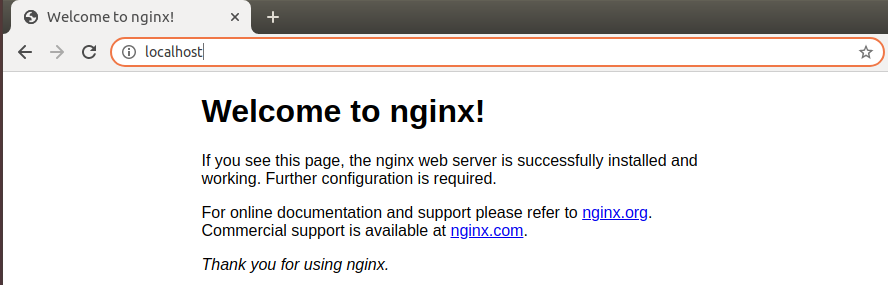 Welcome to nginx!
localhost
Welcome to nginx!
If you see this page, the nginx web server is successfully installed and
working. Further configuration is required.
For online documentation and support please refer to nginx.org.
Commercial support is available at nginx.com.
Thank you for using nginx.